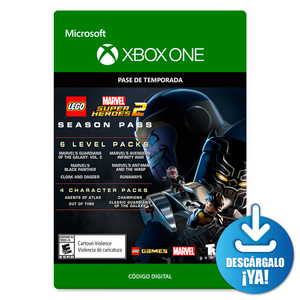 Microsoft
XBOX ONE
PASE DE TEMPORADA
LEGO MARVEL
SUPER HEROES 2
SEASON PASS
6 LEVEL PACKS
MARVEL'S GUARDIANS
OF THE GALAXY: VOL. 2
MARVEL'S AVENGERS:
INFINITY WAR
MARVEL'S
BLACK PANTHER
MARVEL'S ANT-MAN
AND THE WASP
CLOAK AND DAGGER
RUNAWAYS
4 CHARACTER PACKS
AGENTS OF ATLAS
CHAMPIONS
OUT OF TIME
CLASSIC GUARDIANS
OF THE GALAXY
Cartoon Violence
Violencia de caricatura
LEGO GAMES
MARVEL
CÓDIGO DIGITAL
DESCÁRGALO
¡YA!